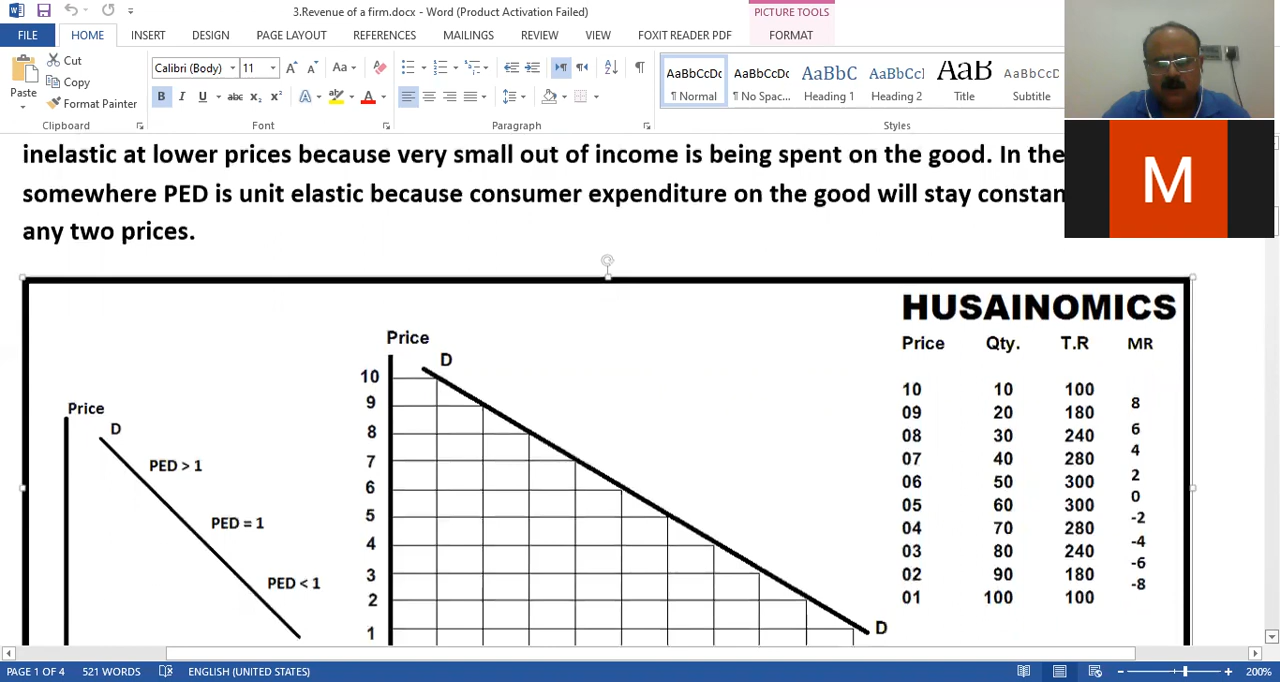 3.Revenue of a firm.docx - Word (Product Activation Failed)
PICTURE TOOLS
FILE HOME INSERT DESIGN PAGE LAYOUT REFERENCES MAILINGS REVIEW VIEW FOXIT READER PDF FORMAT
Paste
Cut
Copy
Format Painter
Clipboard
Calibri (Body) 11
Font
Paragraph
AaBbCcDc AaBbCcDc AaBbC AaBbCcl AaB AaBbCcD
¶ Normal ¶ No Spac... Heading 1 Heading 2 Title Subtitle
Styles
M
inelastic at lower prices because very small out of income is being spent on the good. In the
somewhere PED is unit elastic because consumer expenditure on the good will stay constan
any two prices.
HUSAINOMICS
Price Qty. T.R MR
10 10 100
8
09 20 180
6
08 30 240
4
07 40 280
2
06 50 300
0
05 60 300
-2
04 70 280
-4
03 80 240
-6
02 90 180
-8
01 100 100
Price
D
PED > 1
PED = 1
PED < 1
Price
D
10
9
8
7
6
5
4
3
2
1
D
PAGE 1 OF 4 521 WORDS ENGLISH (UNITED STATES) 200%